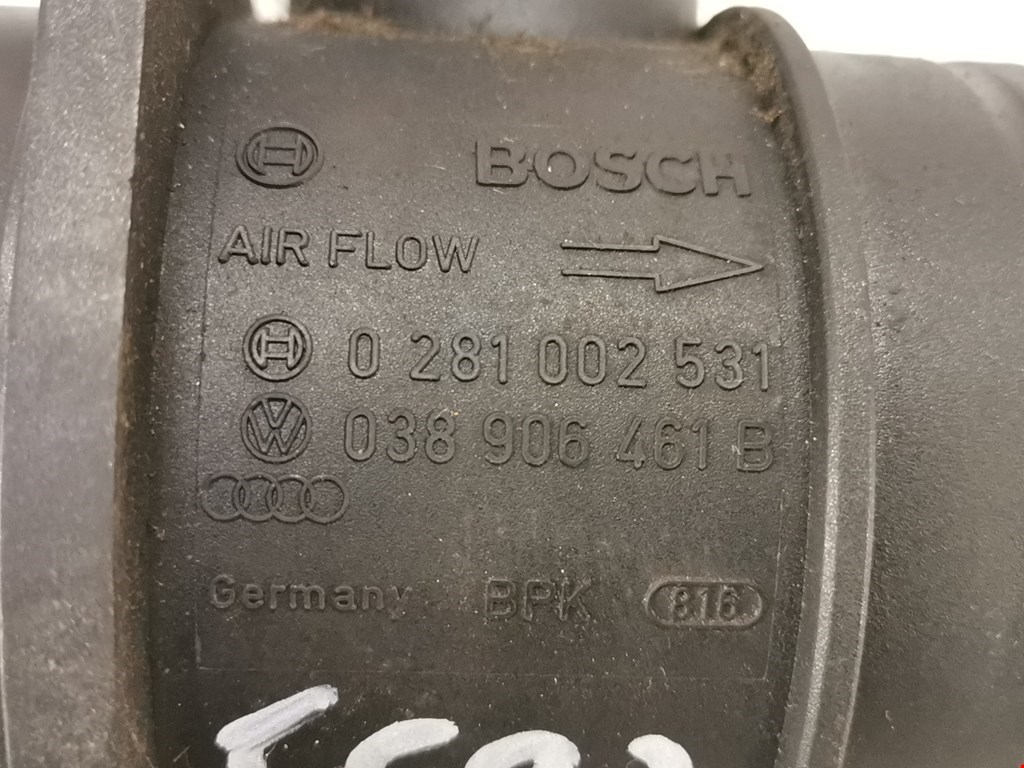 BOSCH
AIR FLOW
0 281 002 531
038 906 461 B
Germany BPK 816